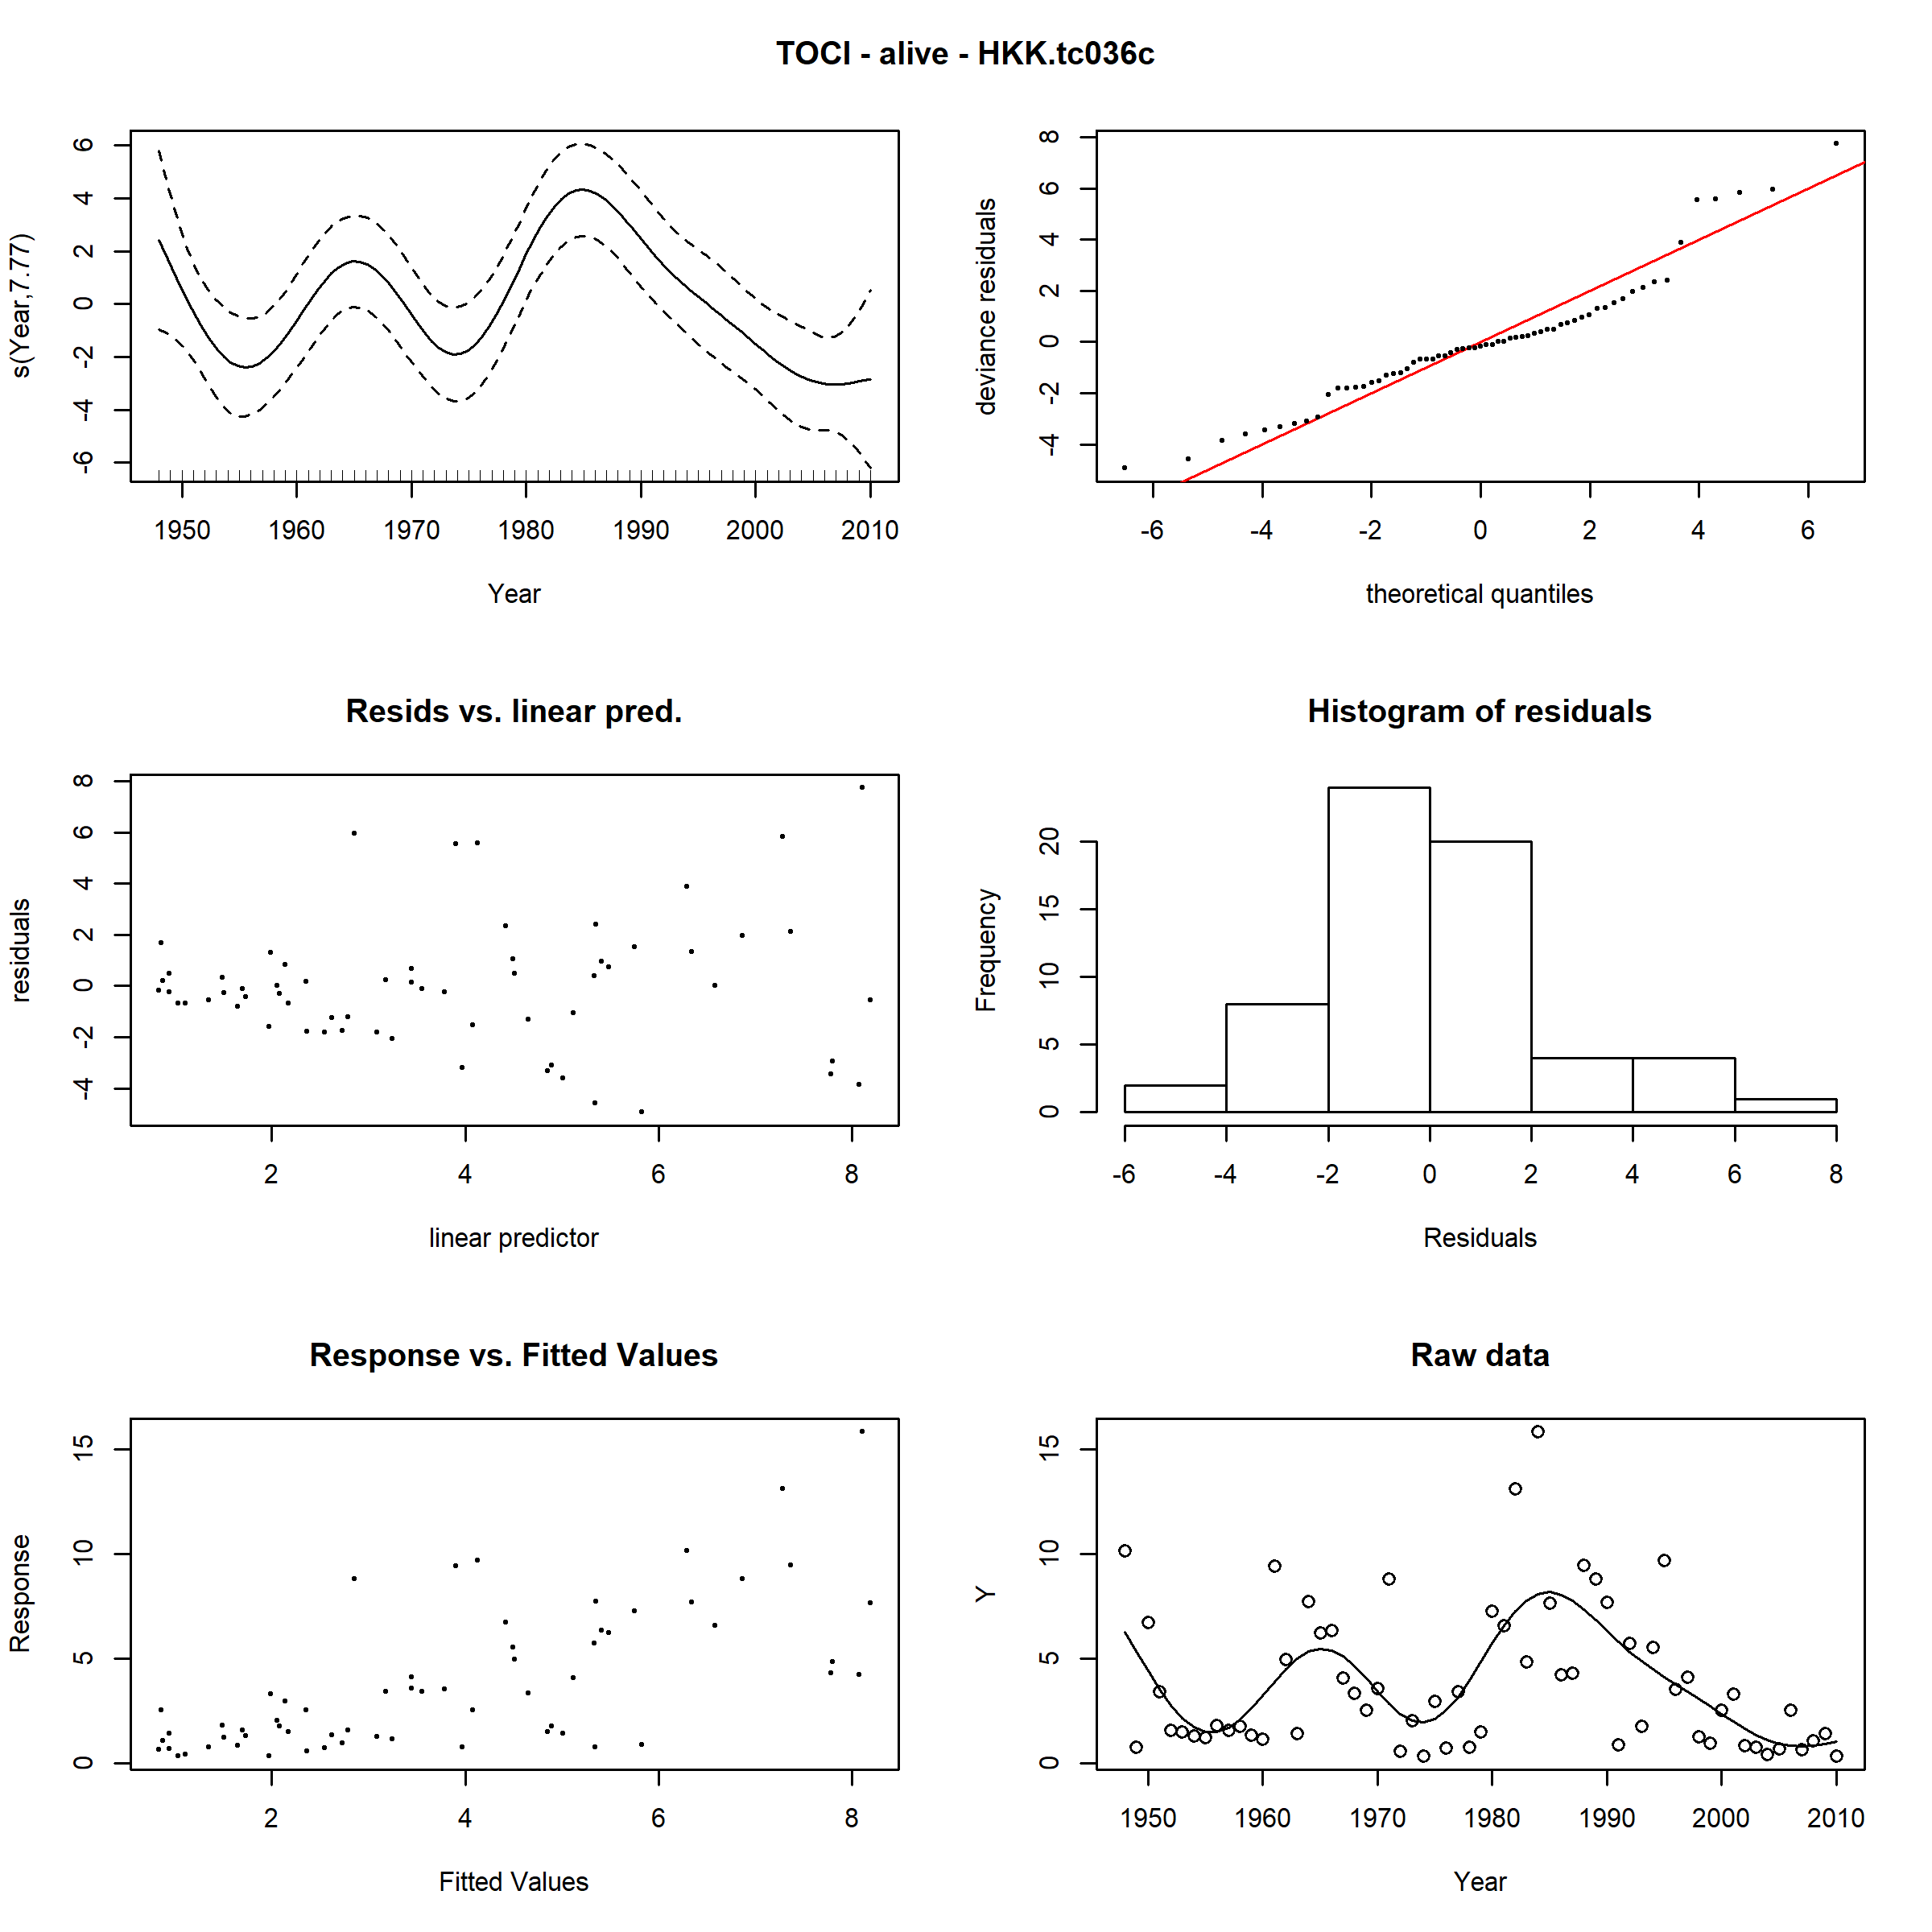 TOCI - alive - HKK.tc036c
s(Year,7.77)
6
4
2
0
-2
-4
-6
1950 1960 1970 1980 1990 2000 2010
Year
deviance residuals
8
6
4
2
0
-2
-4
-6 -4 -2 0 2 4 6
theoretical quantiles
Resids vs. linear pred.
residuals
8
6
4
2
0
-2
-4
2 4 6 8
linear predictor
Histogram of residuals
Frequency
20
15
10
5
0
-6 -4 -2 0 2 4 6 8
Residuals
Response vs. Fitted Values
Response
15
10
5
0
2 4 6 8
Fitted Values
Raw data
Y
15
10
5
0
1950 1960 1970 1980 1990 2000 2010
Year